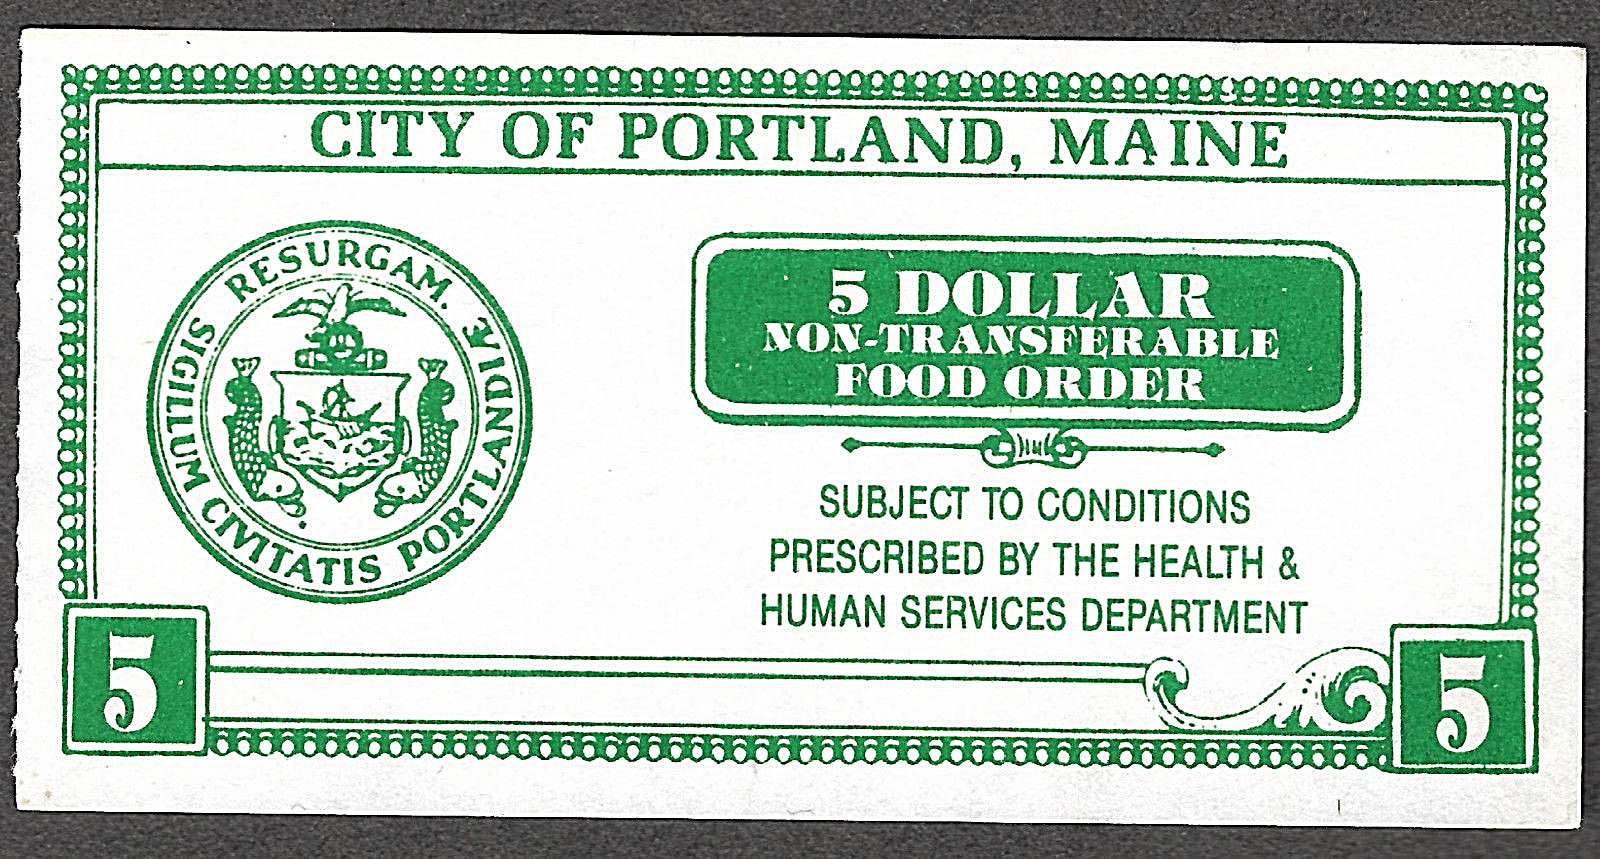 CITY OF PORTLAND, MAINE
RESURGAM.
SIGILLUM CIVITATIS PORTLANDIÆ
5 DOLLAR
NON-TRANSFERABLE
FOOD ORDER
SUBJECT TO CONDITIONS
PRESCRIBED BY THE HEALTH &
HUMAN SERVICES DEPARTMENT
5
5